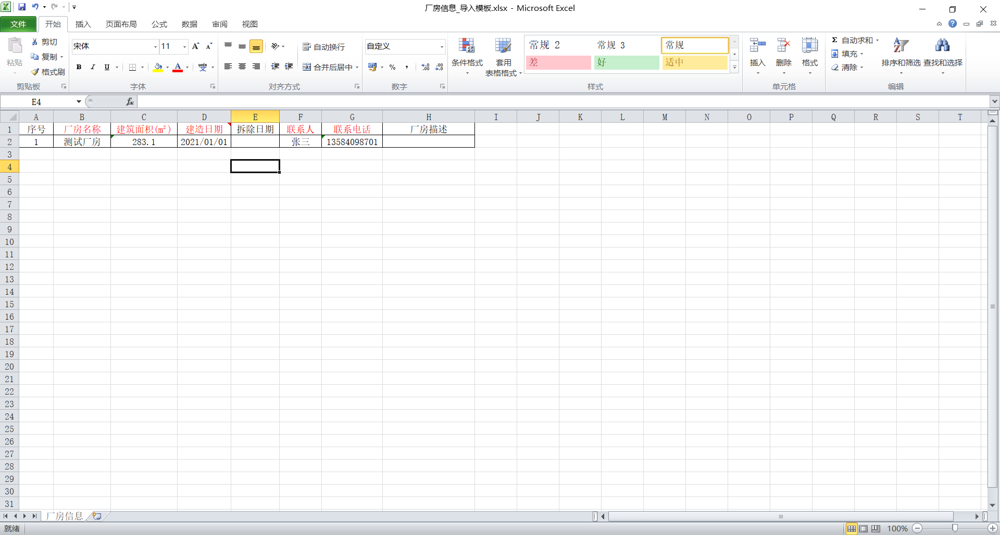 厂房信息_导入模板.xlsx - Microsoft Excel
文件 开始 插入 页面布局 公式 数据 审阅 视图
粘贴 剪切 复制 格式刷 剪贴板
宋体 11
B I U A wén 文 字体
自动换行 合并后居中 对齐方式
自定义 % , 数字
条件格式 套用 表格格式
常规 2 常规 3 常规
差 好 适中
样式
插入 删除 格式 单元格
Σ 自动求和 填充 清除 排序和筛选 查找和选择 编辑
E4 fx
A B C D E F G H I J K L M N O P Q R S T
1 序号 厂房名称 建筑面积(m²) 建造日期 拆除日期 联系人 联系电话 厂房描述
2 1 测试厂房 283.1 2021/01/01 张三 13584098701
3
4
5
6
7
8
9
10
11
12
13
14
15
16
17
18
19
20
21
22
23
24
25
26
27
28
29
30
31
厂房信息
就绪 100%